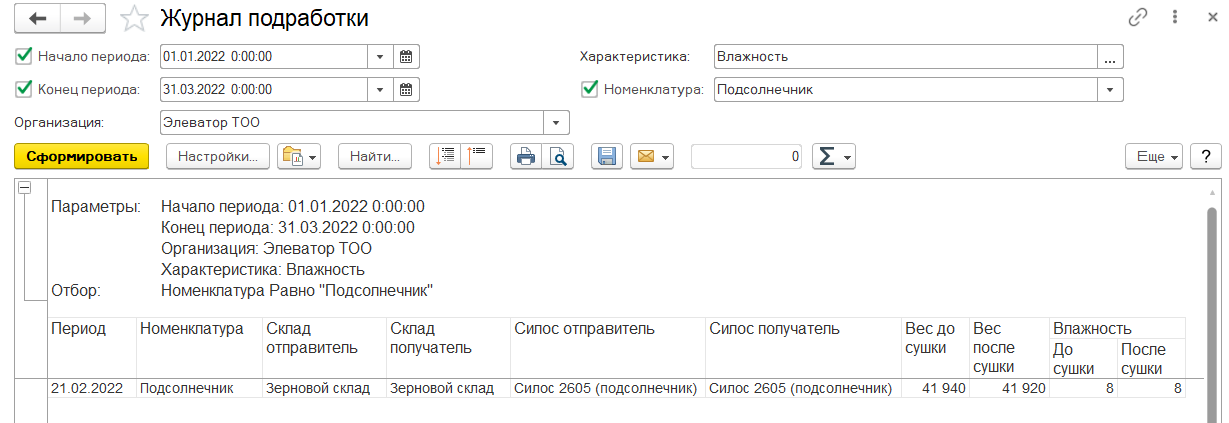 Журнал подработки
Начало периода: 01.01.2022 0:00:00 Характеристика: Влажность ...
Конец периода: 31.03.2022 0:00:00 Номенклатура: Подсолнечник
Организация: Элеватор ТОО
Сформировать Настройки... Найти... 0 Σ Еще ?
Параметры: Начало периода: 01.01.2022 0:00:00
Конец периода: 31.03.2022 0:00:00
Организация: Элеватор ТОО
Характеристика: Влажность
Отбор: Номенклатура Равно "Подсолнечник"
Период Номенклатура Склад Склад Силос отправитель Силос получатель Вес до Вес Влажность
отправитель получатель сушки после До После
сушки сушки сушки
21.02.2022 Подсолнечник Зерновой склад Зерновой склад Силос 2605 (подсолнечник) Силос 2605 (подсолнечник) 41 940 41 920 8 8